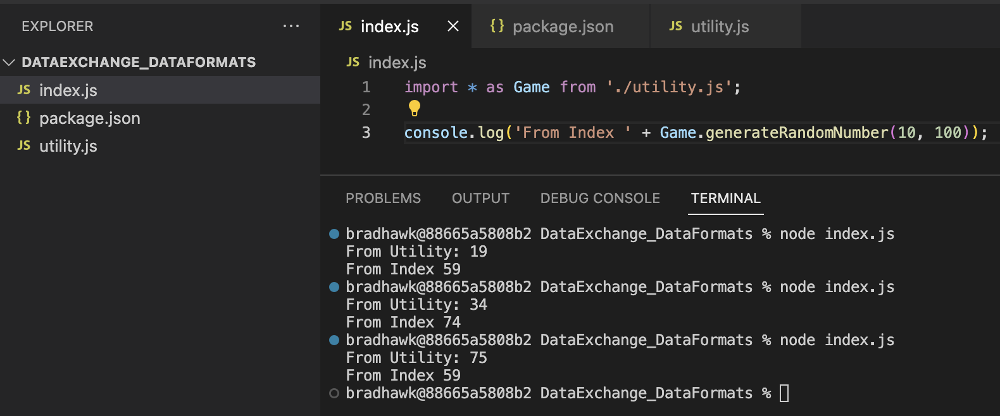 EXPLORER ...
DATAEXCHANGE_DATAFORMATS
JS index.js
{} package.json
JS utility.js
JS index.js {} package.json JS utility.js
JS index.js
1 import * as Game from './utility.js';
2
3 console.log('From Index ' + Game.generateRandomNumber(10, 100));
PROBLEMS OUTPUT DEBUG CONSOLE TERMINAL
bradhawk@88665a5808b2 DataExchange_DataFormats % node index.js
From Utility: 19
From Index 59
bradhawk@88665a5808b2 DataExchange_DataFormats % node index.js
From Utility: 34
From Index 74
bradhawk@88665a5808b2 DataExchange_DataFormats % node index.js
From Utility: 75
From Index 59
bradhawk@88665a5808b2 DataExchange_DataFormats %